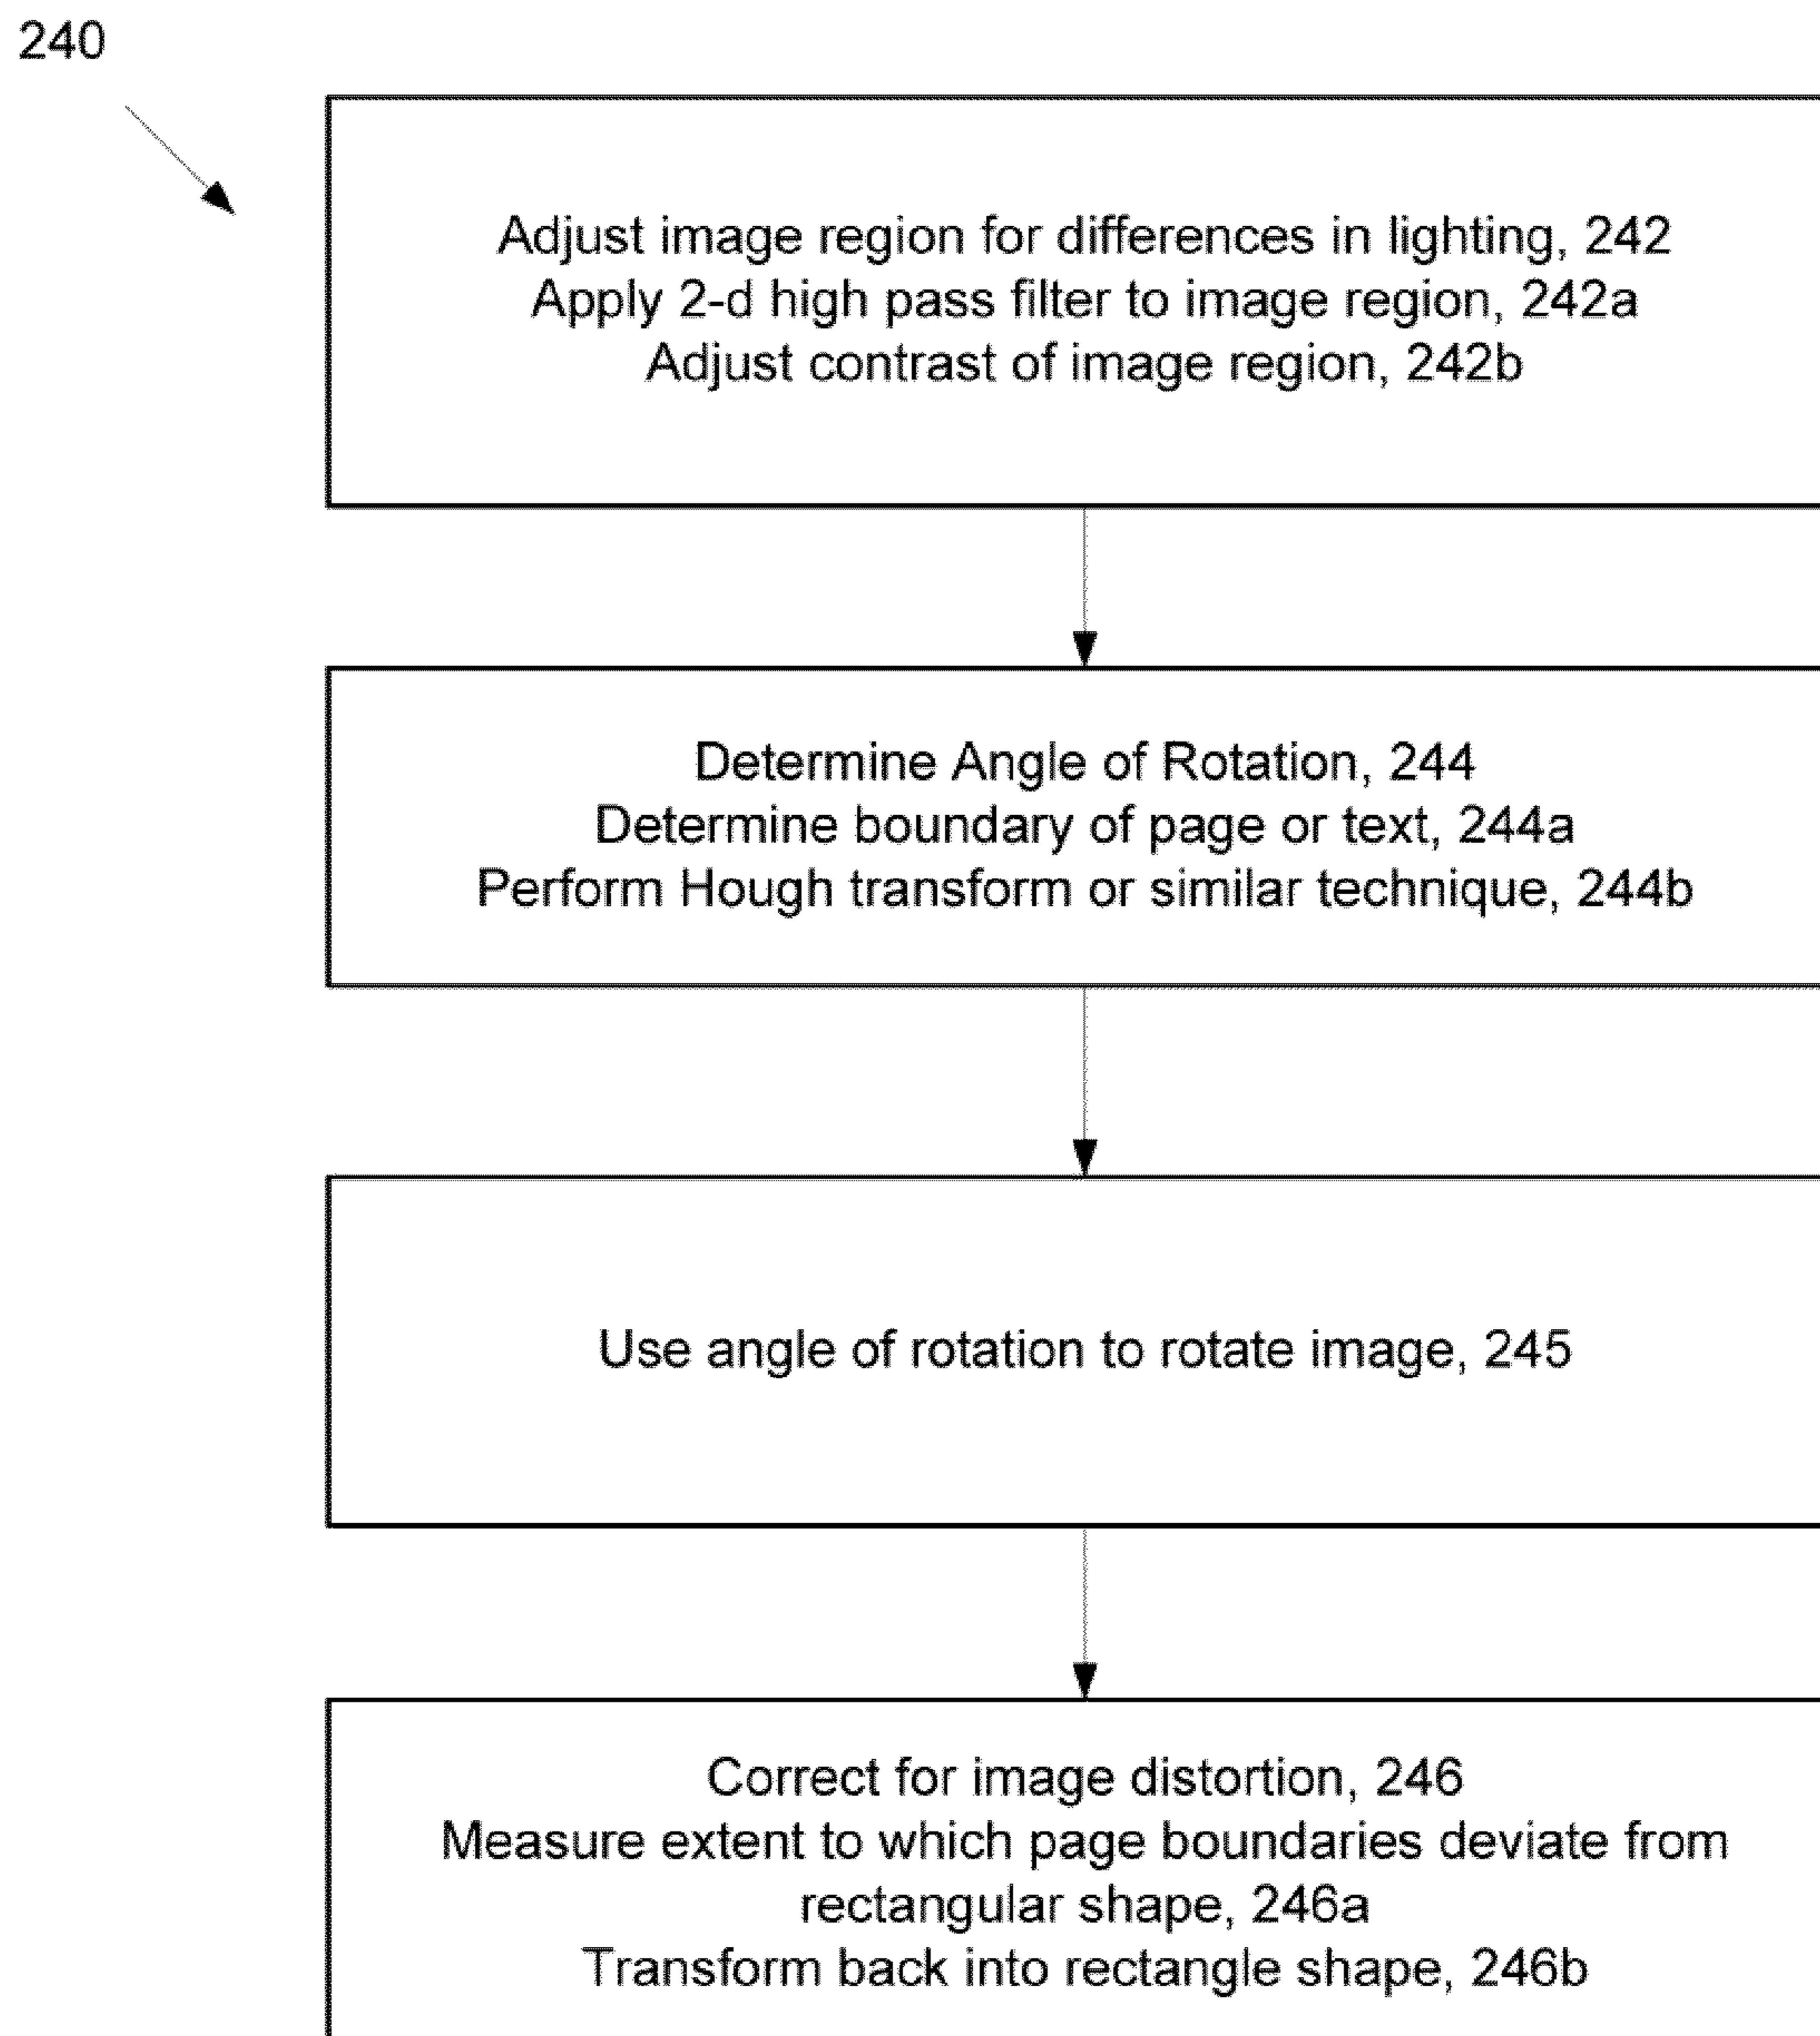 240
Adjust image region for differences in lighting, 242
Apply 2-d high pass filter to image region, 242a
Adjust contrast of image region, 242b
Determine Angle of Rotation, 244
Determine boundary of page or text, 244a
Perform Hough transform or similar technique, 244b
Use angle of rotation to rotate image, 245
Correct for image distortion, 246
Measure extent to which page boundaries deviate from
rectangular shape, 246a
Transform back into rectangle shape, 246b